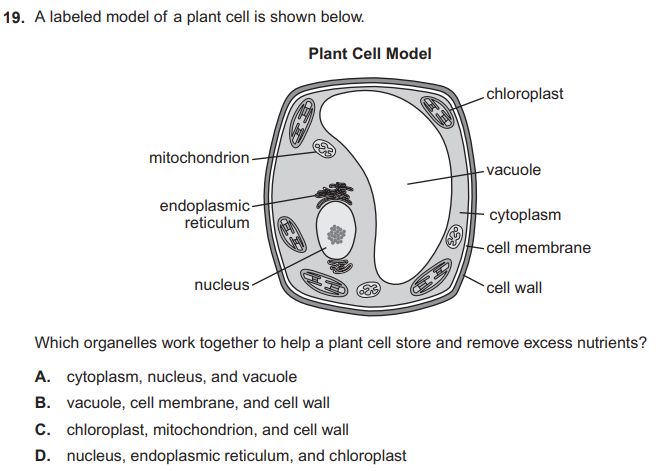 19. A labeled model of a plant cell is shown below.
Plant Cell Model
chloroplast
mitochondrion
vacuole
endoplasmic
reticulum
cytoplasm
cell membrane
nucleus
cell wall
Which organelles work together to help a plant cell store and remove excess nutrients?
A. cytoplasm, nucleus, and vacuole
B. vacuole, cell membrane, and cell wall
C. chloroplast, mitochondrion, and cell wall
D. nucleus, endoplasmic reticulum, and chloroplast